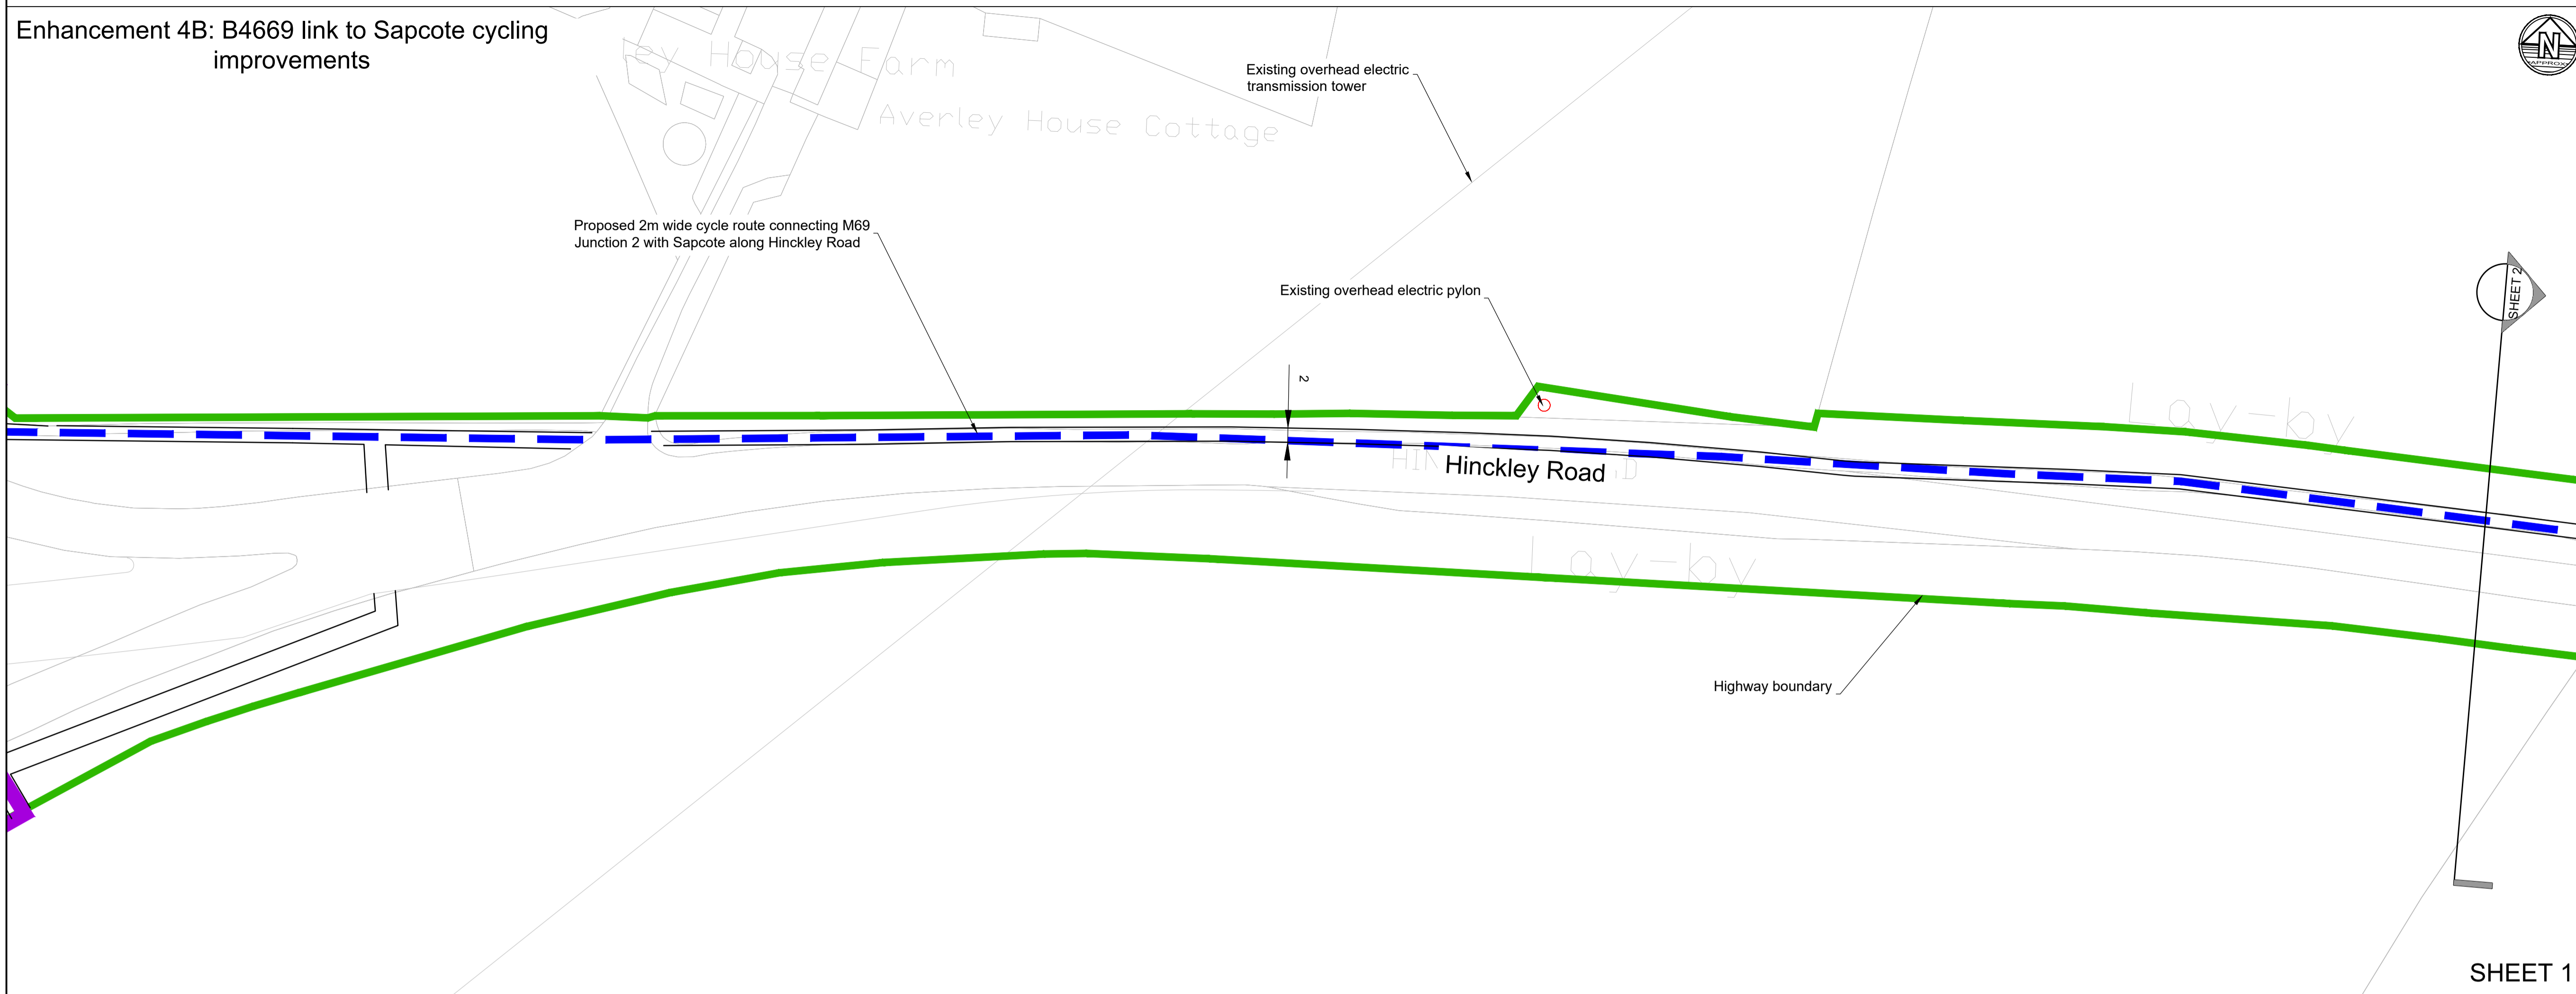 Enhancement 4B: B4669 link to Sapcote cycling
improvements
N
APPROX
House Farm
Averley House Cottage
Existing overhead electric
transmission tower
Proposed 2m wide cycle route connecting M69
Junction 2 with Sapcote along Hinckley Road
Existing overhead electric pylon
SHEET 2
2
Lay-by
Hinckley Road
Lay-by
Highway boundary
SHEET 1